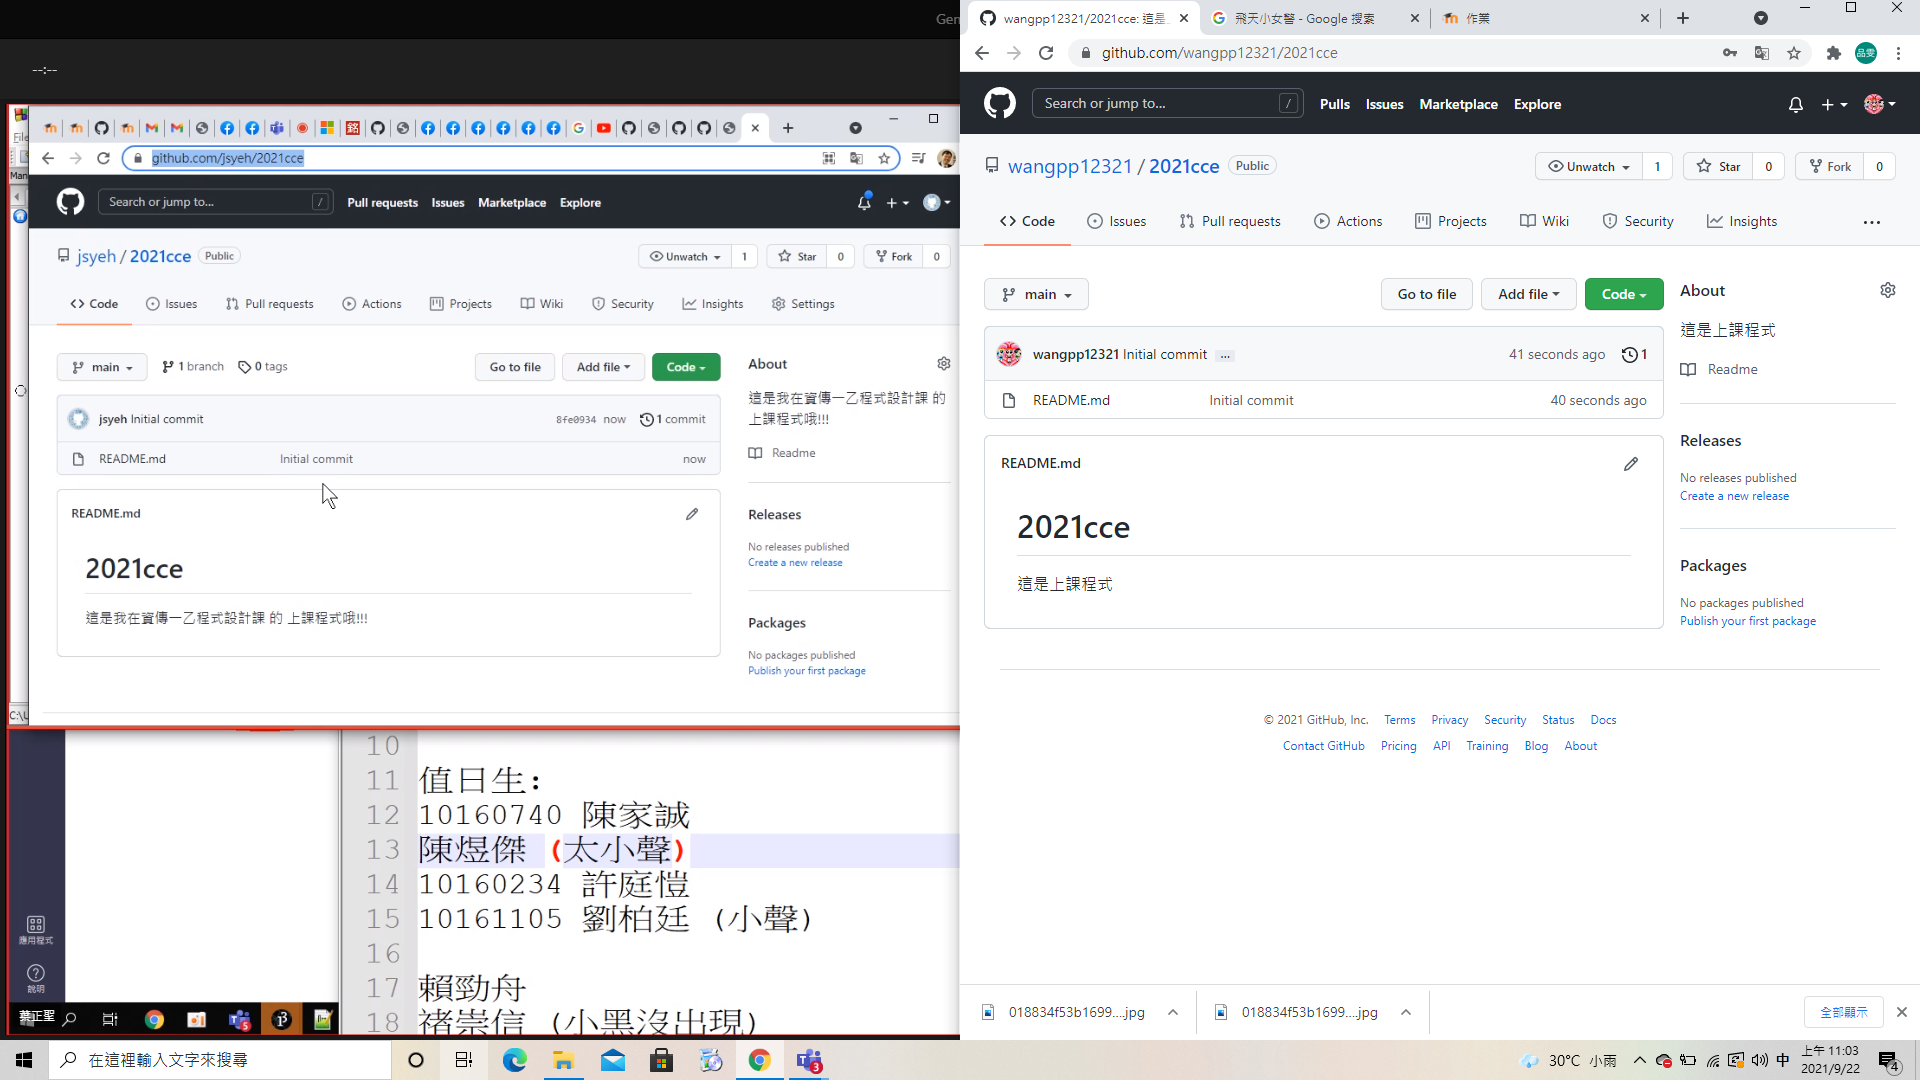 Gen
--:--
github.com/jsyeh/2021cce
Search or jump to... /
Pull requests Issues Marketplace Explore
jsyeh / 2021cce Public
Unwatch 1 Star 0 Fork 0
Code Issues Pull requests Actions Projects Wiki Security Insights Settings
main 1 branch 0 tags Go to file Add file Code
jsyeh Initial commit 8fe0934 now 1 commit
README.md Initial commit now
README.md
2021cce
這是我在資傳一乙程式設計課 的 上課程式哦!!!
About
這是我在資傳一乙程式設計課 的
上課程式哦!!!
Readme
Releases
No releases published
Create a new release
Packages
No packages published
Publish your first package
File
Man
C:\U
10
11 值日生:
12 10160740 陳家誠
13 陳煜傑 (太小聲)
14 10160234 許庭愷
15 10161105 劉柏廷 (小聲)
16
17 賴勁舟
18 褚崇信 (小黑沒出現)
應用程式
說明
葉正聖
5
wangpp12321/2021cce: 這是
飛天小女警 - Google 搜索
作業
github.com/wangpp12321/2021cce
品雯
Search or jump to... /
Pulls Issues Marketplace Explore
wangpp12321 / 2021cce Public
Unwatch 1 Star 0 Fork 0
Code Issues Pull requests Actions Projects Wiki Security Insights ...
main Go to file Add file Code
wangpp12321 Initial commit ... 41 seconds ago 1
README.md Initial commit 40 seconds ago
README.md
2021cce
這是上課程式
About
這是上課程式
Readme
Releases
No releases published
Create a new release
Packages
No packages published
Publish your first package
© 2021 GitHub, Inc. Terms Privacy Security Status Docs
Contact GitHub Pricing API Training Blog About
018834f53b1699....jpg
018834f53b1699....jpg
全部顯示
在這裡輸入文字來搜尋
3
30°C 小雨
中
上午 11:03
2021/9/22
4